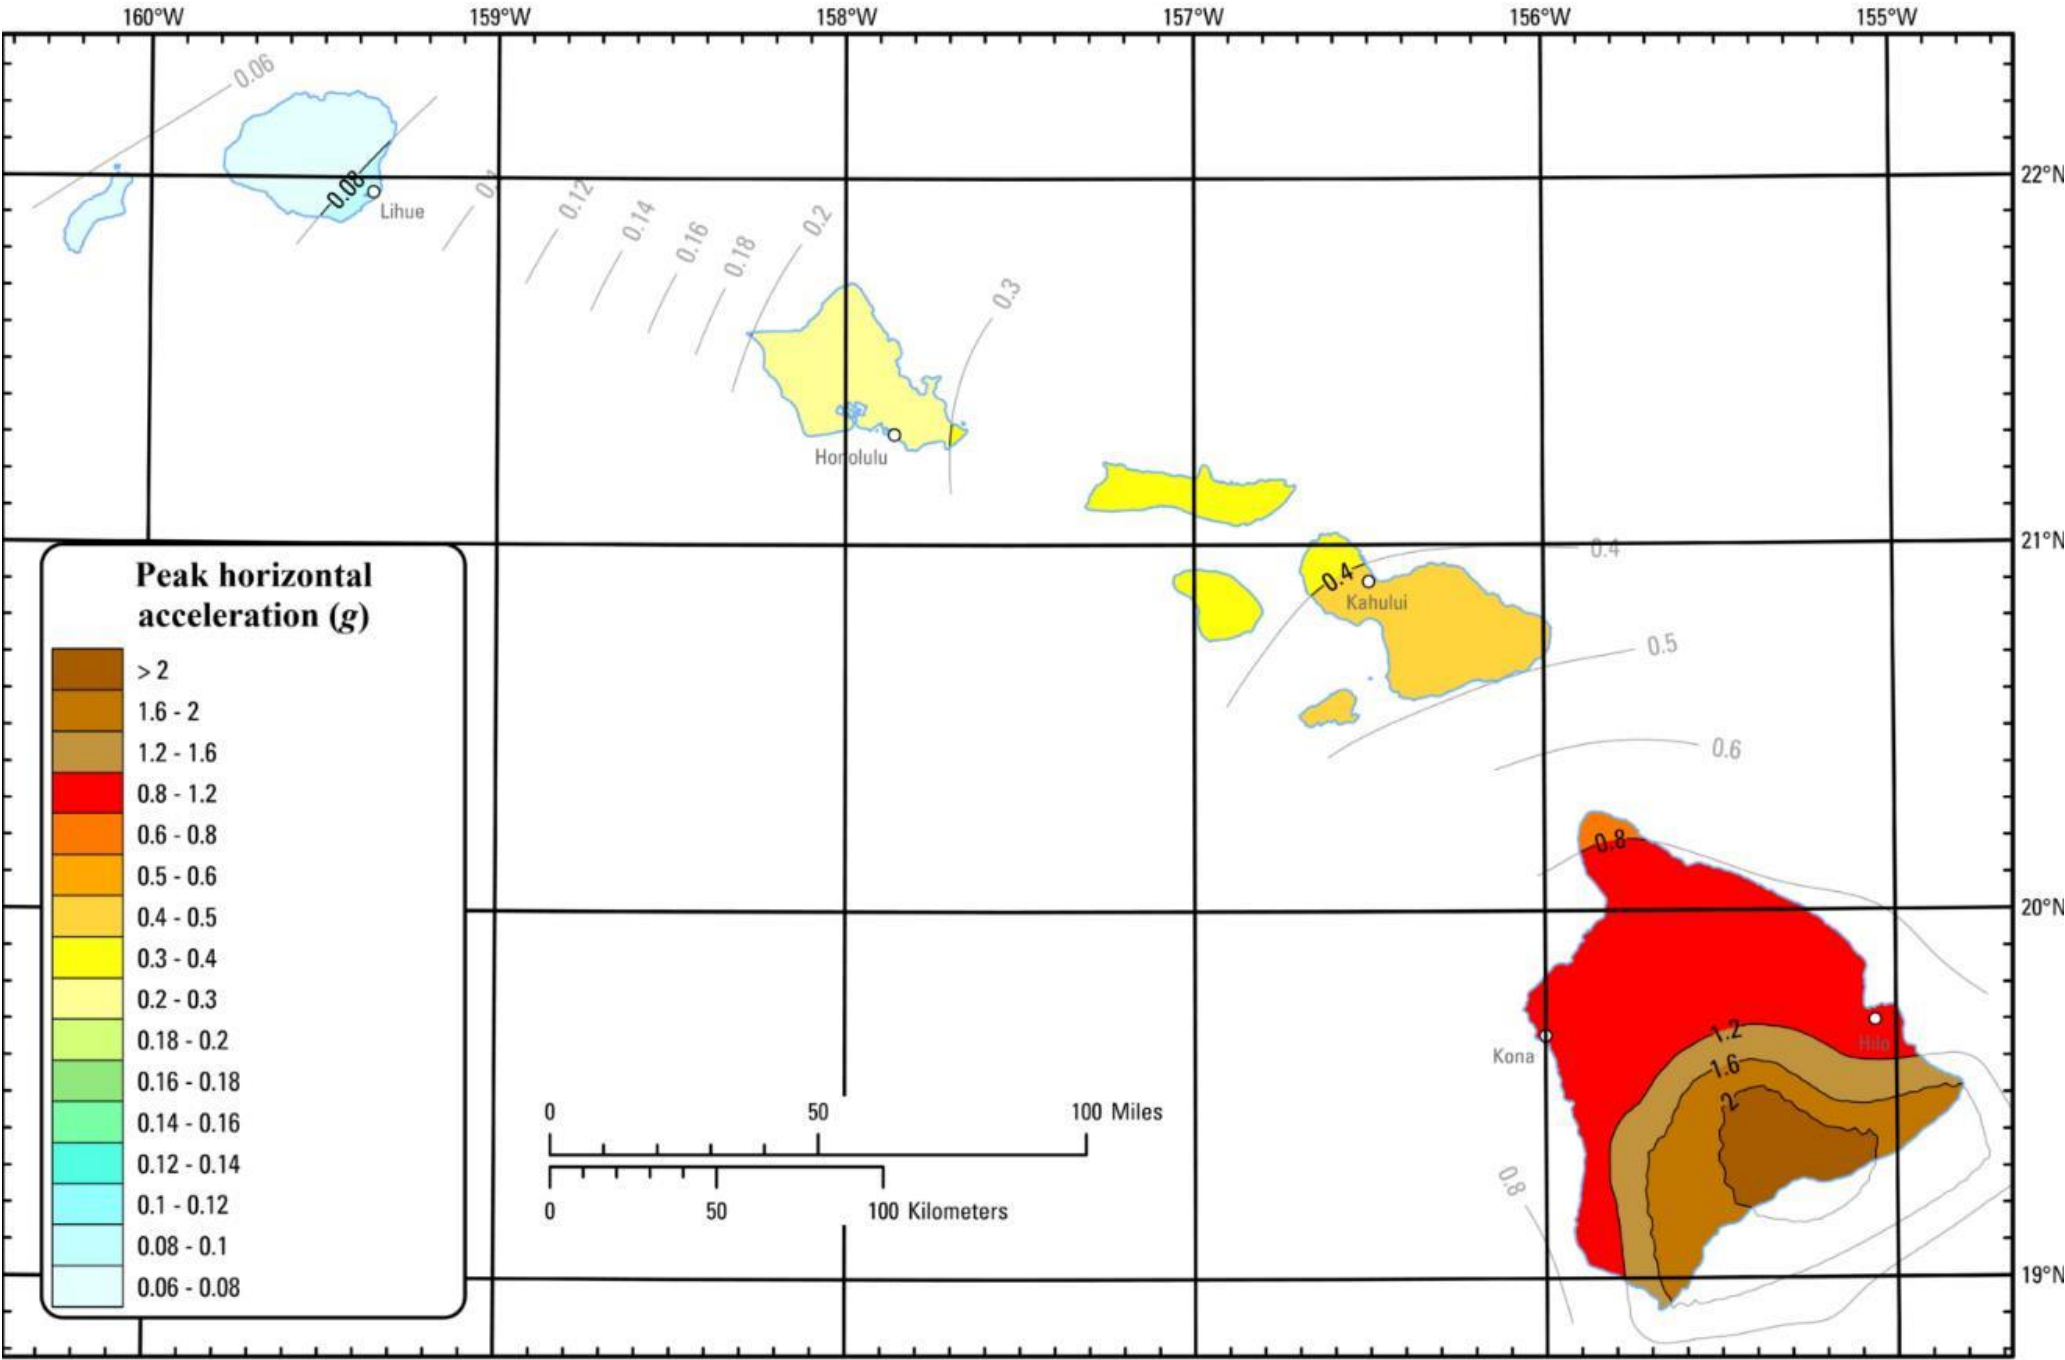 160°W
159°W
158°W
157°W
156°W
155°W
0.06
0.08
Lihue
0.1
0.12
0.14
0.16
0.18
0.2
0.3
22°N
Honolulu
21°N
0.4
0.4
Kahului
0.5
0.6
Peak horizontal
acceleration (g)
> 2
1.6 - 2
1.2 - 1.6
0.8 - 1.2
0.6 - 0.8
0.5 - 0.6
0.4 - 0.5
0.3 - 0.4
0.2 - 0.3
0.18 - 0.2
0.16 - 0.18
0.14 - 0.16
0.12 - 0.14
0.1 - 0.12
0.08 - 0.1
0.06 - 0.08
0.8
20°N
Kona
Hilo
1.2
1.6
2
0.8
0 50 100 Miles
0 50 100 Kilometers
19°N